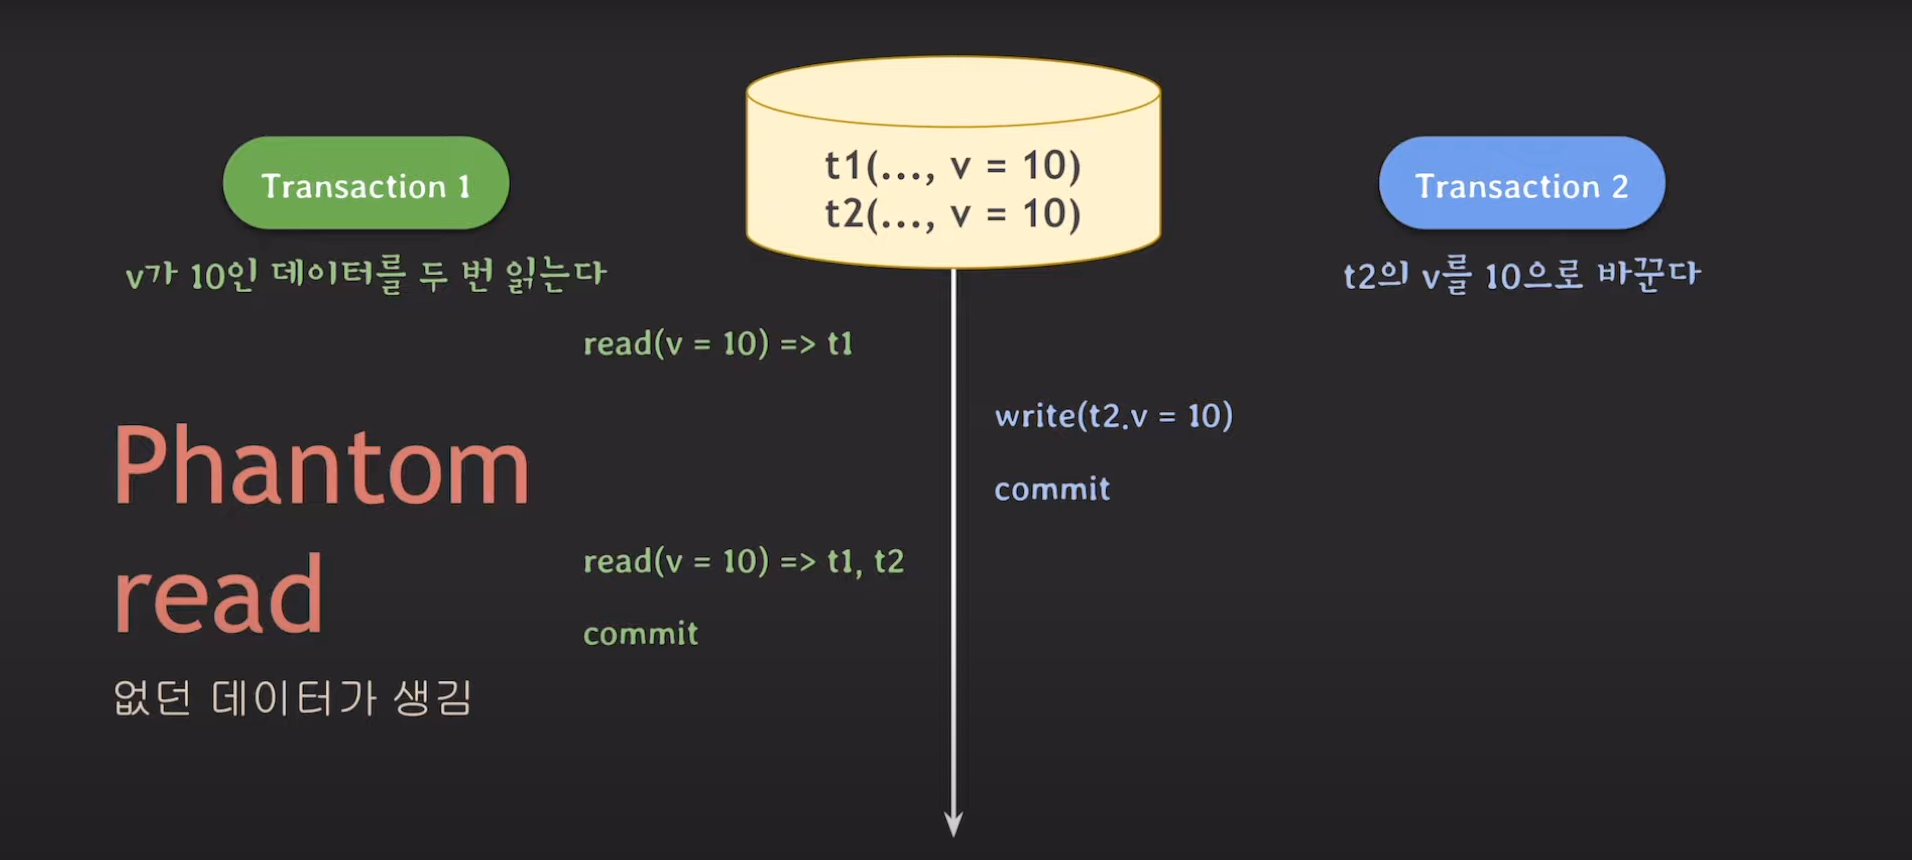 t1(..., v = 10)
t2(..., v = 10)
Transaction 1
Transaction 2
v가 10인 데이터를 두 번 읽는다
t2의 v를 10으로 바꾼다
read(v = 10) => t1
write(t2.v = 10)
commit
Phantom
read
없던 데이터가 생김
read(v = 10) => t1, t2
commit